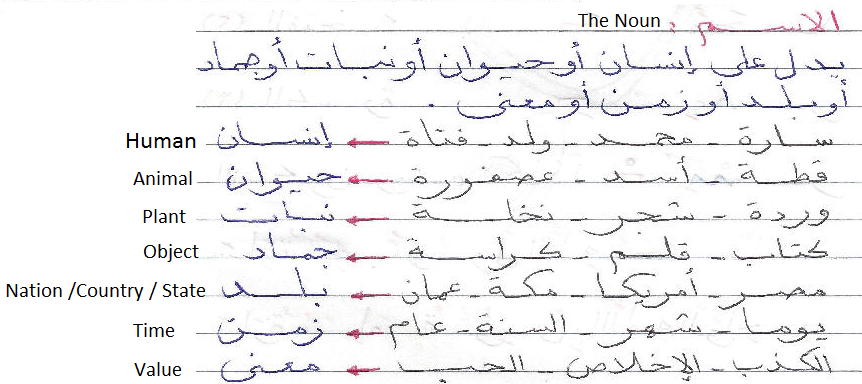 الاسم : The Noun
يدل على إنسان أو حيوان أو نبات أو جماد
أو بلد أو زمن أو معنى .
سارة - محمد - ولد - فتاة ← إنسان Human
قطة - أسد - عصفورة ← حيوان Animal
وردة - شجر - نخلة ← نبات Plant
كتاب - قلم - كراسة ← جماد Object
مصر - أمريكا - مكة - عمان ← بلد Nation /Country / State
يوما - شهر - السنة - عام ← زمن Time
الكذب - الإخلاص - الحب ← معنى Value